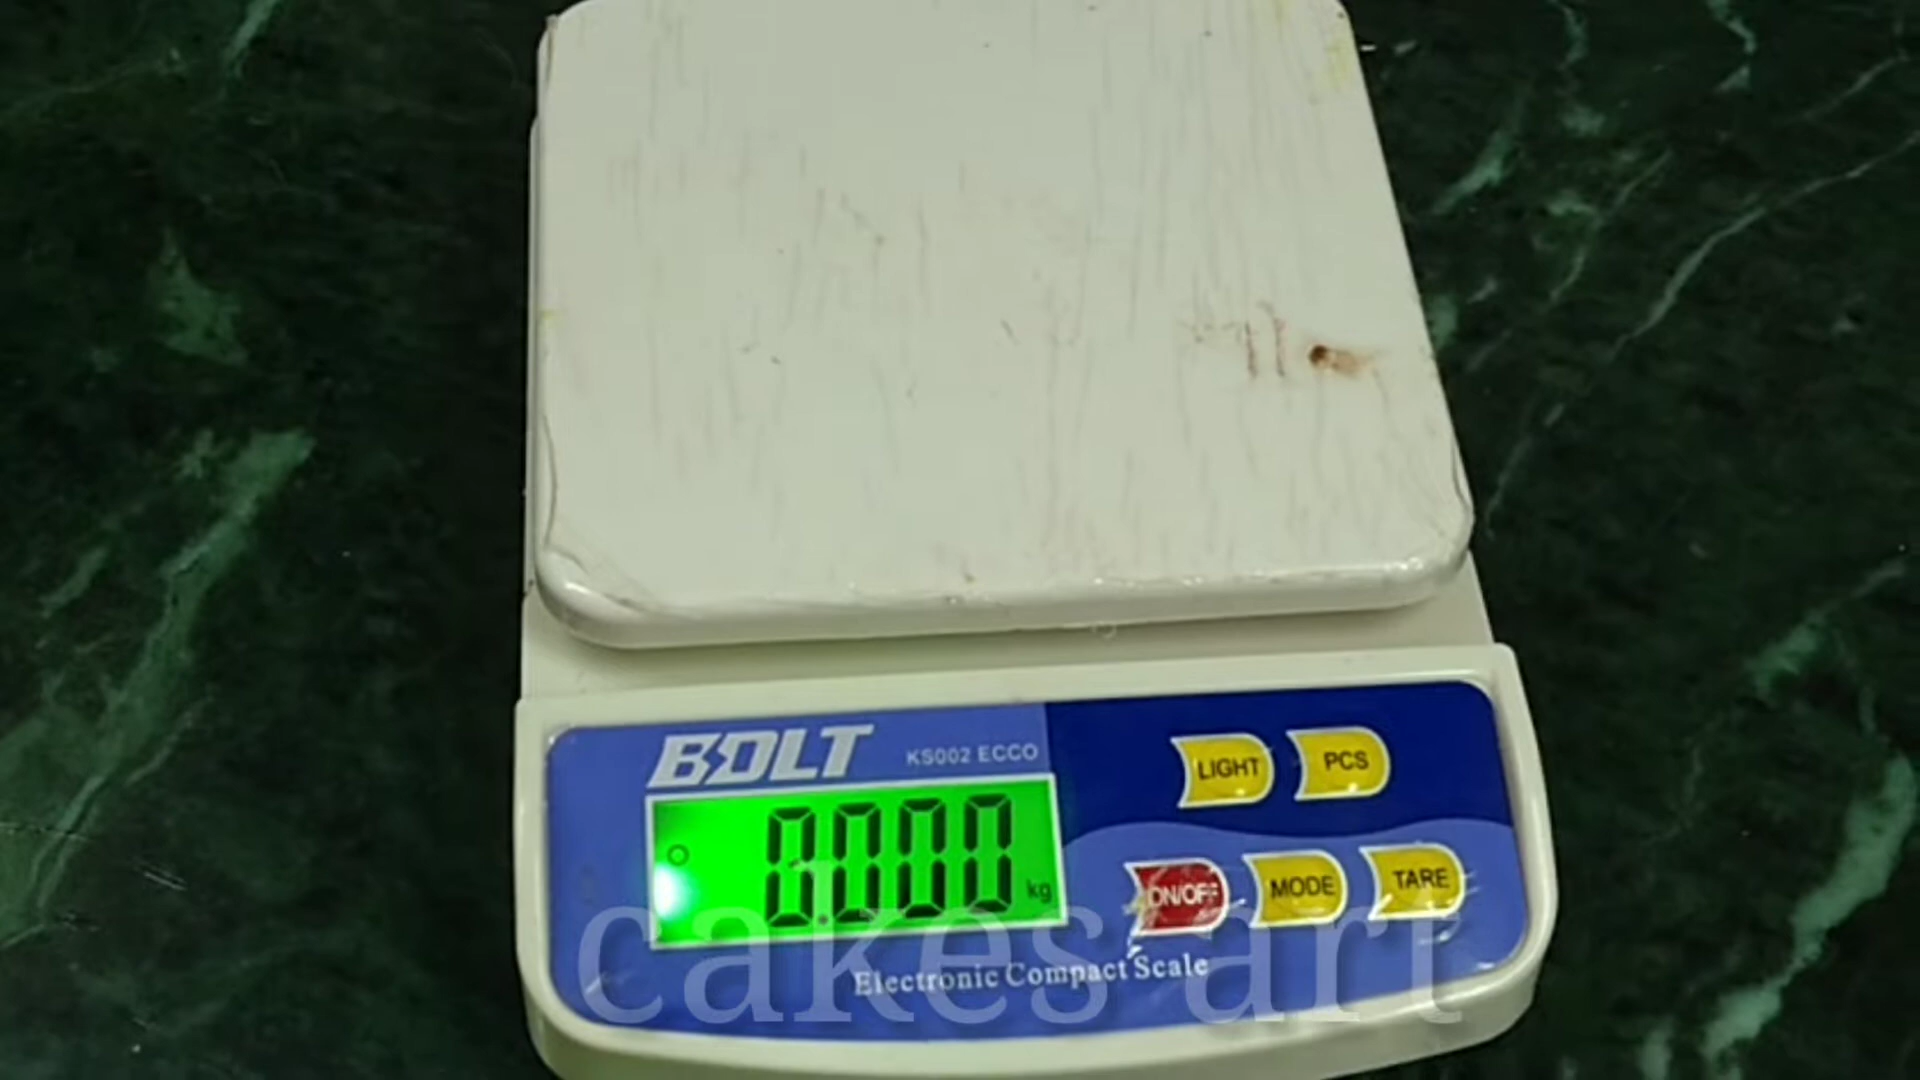 BOLT KS002 ECCO
LIGHT PCS
0.000 kg
ON/OFF MODE TARE
Electronic Compact Scale
cakes art